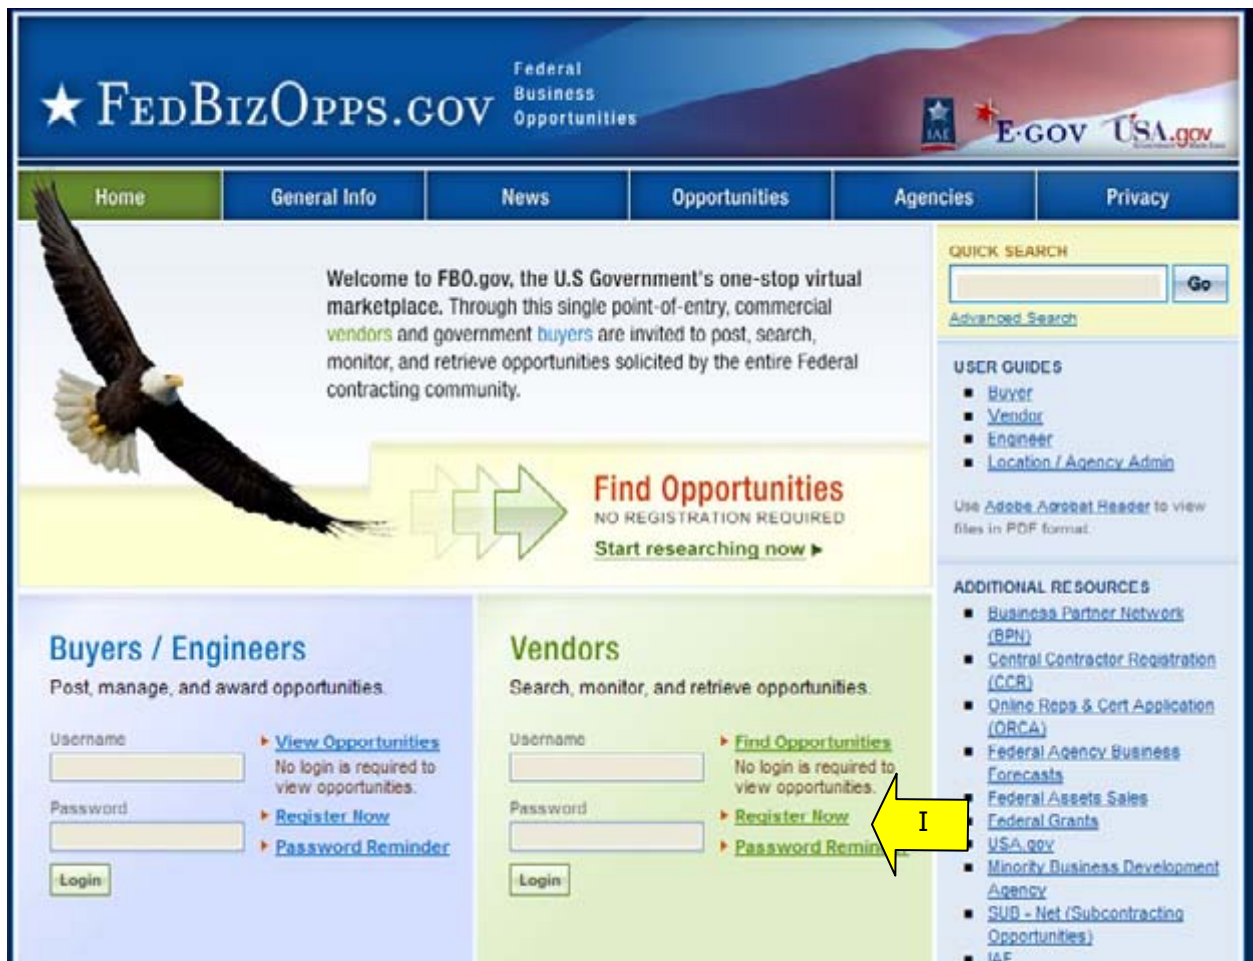 FEDBIZOPPS.GOV
Federal
Business
Opportunities
IAE
E-GOV
USA.gov
Home
General Info
News
Opportunities
Agencies
Privacy
Welcome to FBO.gov, the U.S Government's one-stop virtual
marketplace. Through this single point-of-entry, commercial
vendors and government buyers are invited to post, search,
monitor, and retrieve opportunities solicited by the entire Federal
contracting community.
Find Opportunities
NO REGISTRATION REQUIRED
Start researching now
Buyers / Engineers
Post, manage, and award opportunities.
Username
Password
Login
View Opportunities
No login is required to
view opportunities.
Register Now
Password Reminder
Vendors
Search, monitor, and retrieve opportunities.
Username
Password
Login
Find Opportunities
No login is required to
view opportunities.
Register Now
Password Reminder
I
QUICK SEARCH
Go
Advanced Search
USER GUIDES
Buyer
Vendor
Engineer
Location / Agency Admin
Use Adobe Acrobat Reader to view
files in PDF format.
ADDITIONAL RESOURCES
Business Partner Network
(BPN)
Central Contractor Registration
(CCR)
Online Reps & Cert Application
(ORCA)
Federal Agency Business
Forecasts
Federal Assets Sales
Federal Grants
USA.gov
Minority Business Development
Agency
SUB - Net (Subcontracting
Opportunities)
IAE